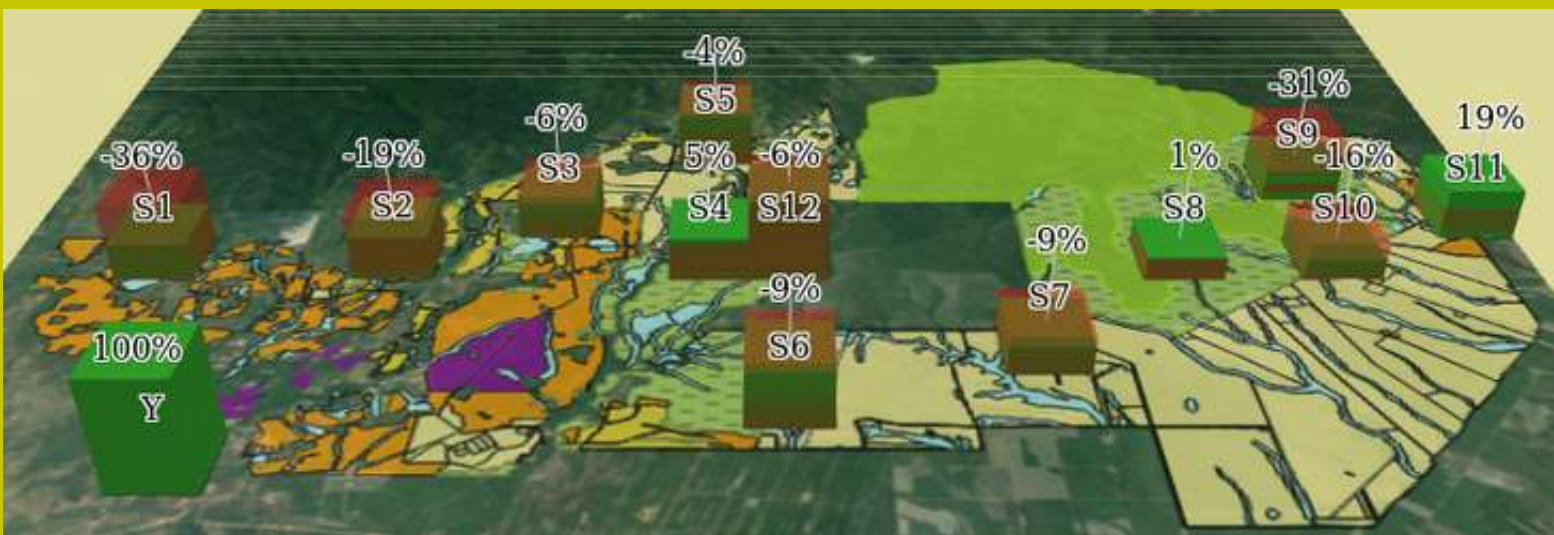 -4%
S5
-31%
S9
19%
S11
-6%
S3
-36%
S1
-19%
S2
5%
S4
-6%
S12
1%
S8
-16%
S10
-9%
S7
-9%
S6
100%
Y